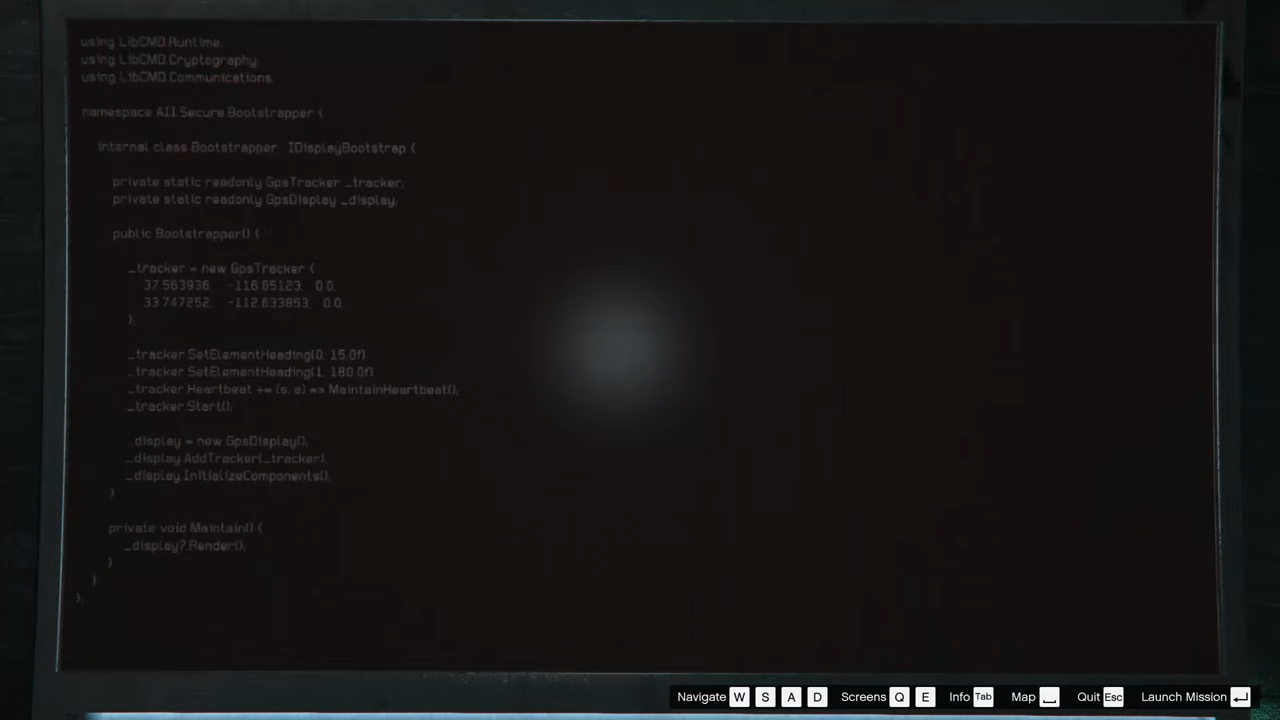 using LibCMD.Runtime;
using LibCMD.Cryptography;
using LibCMD.Communications
namespace AII.Secure.Bootstrapper {
internal class Bootstrapper IDisplayBootstrap {
private static readonly GpsTracker _tracker;
private static readonly GpsDisplay _display;
public Bootstrapper() {
_tracker = new GpsTracker {
37.563936, -116.85123, 0.0,
33.747252, -112.633853, 0.0,
};
_tracker.SetElementHeading(0, 15.0f)
_tracker.SetElementHeading(1, 180.0f)
_tracker.Heartbeat += (s, e) => MaintainHeartbeat();
_tracker.Start();
_display = new GpsDisplay();
_display.AddTracker(_tracker);
_display.InitializeComponents();
}
private void Maintain() {
_display?.Render();
}
}
};
Navigate W S A D Screens Q E Info Tab Map Quit Esc Launch Mission